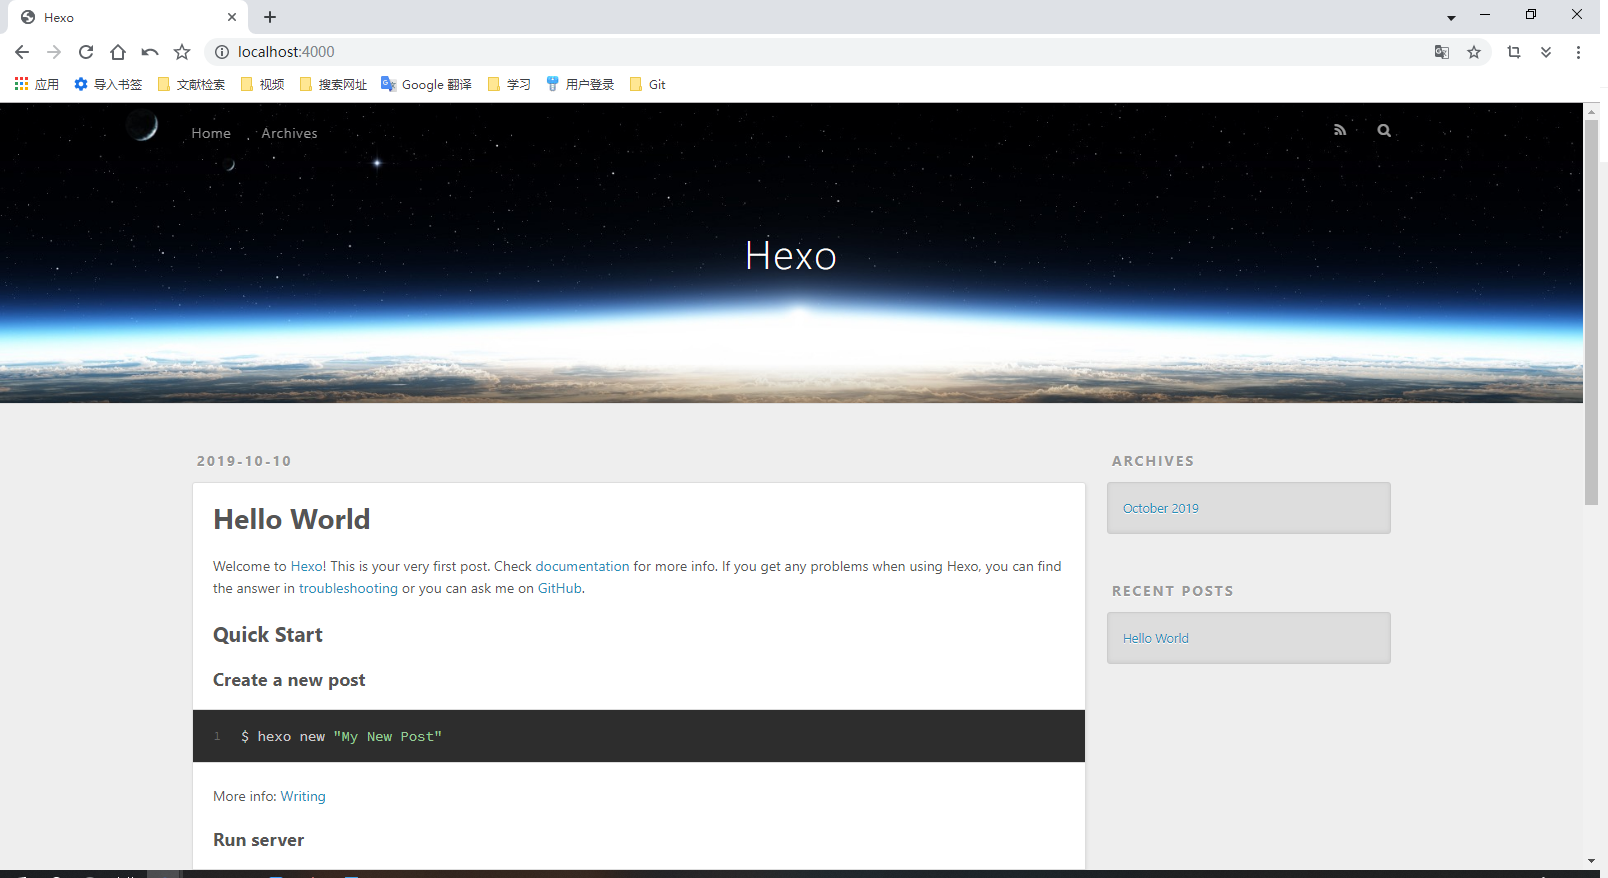 Hexo
localhost:4000
应用 导入书签 文献检索 视频 搜索网址 Google 翻译 学习 用户登录 Git
Home Archives
Hexo
2019-10-10
Hello World
Welcome to Hexo! This is your very first post. Check documentation for more info. If you get any problems when using Hexo, you can find
the answer in troubleshooting or you can ask me on GitHub.
Quick Start
Create a new post
1 $ hexo new "My New Post"
More info: Writing
Run server
ARCHIVES
October 2019
RECENT POSTS
Hello World